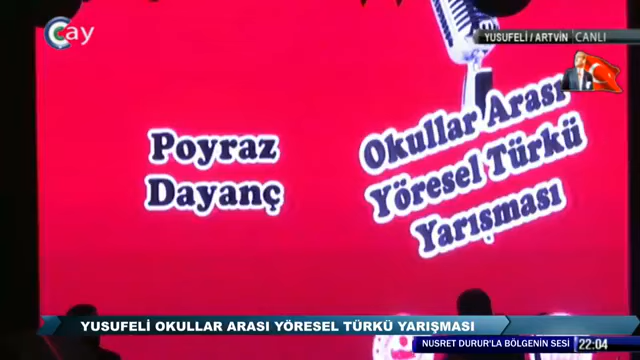 Çay
YUSUFELİ / ARTVİN
CANLI
Poyraz
Dayanç
Okullar Arası
Yöresel Türkü
Yarışması
YUSUFELİ OKULLAR ARASI YÖRESEL TÜRKÜ YARIŞMASI
NUSRET DURUR'LA BÖLGENİN SESİ
22:04